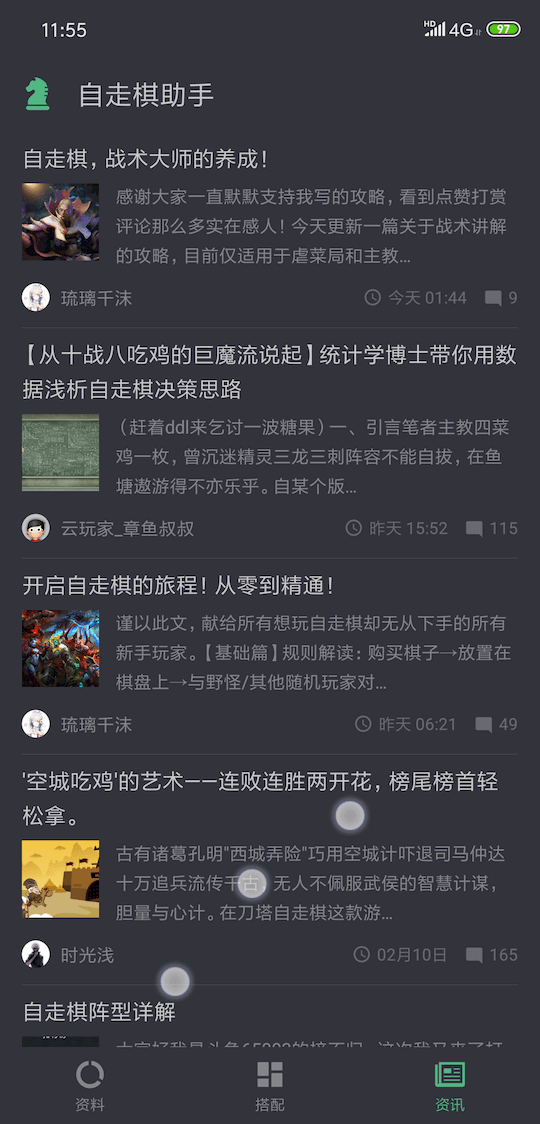 11:55
HD 4G 97
自走棋助手
自走棋，战术大师的养成！
感谢大家一直默默支持我写的攻略，看到点赞打赏
评论那么多实在感人！今天更新一篇关于战术讲解
的攻略，目前仅适用于虐菜局和主教...
琉璃千沫 今天 01:44 9
【从十战八吃鸡的巨魔流说起】统计学博士带你用数
据浅析自走棋决策思路
（赶着ddl来乞讨一波糖果）一、引言笔者主教四菜
鸡一枚，曾沉迷精灵三龙三刺阵容不能自拔，在鱼
塘遨游得不亦乐乎。自某个版...
云玩家_章鱼叔叔 昨天 15:52 115
开启自走棋的旅程！从零到精通！
谨以此文，献给所有想玩自走棋却无从下手的所有
新手玩家。【基础篇】规则解读：购买棋子→放置在
棋盘上→与野怪/其他随机玩家对...
琉璃千沫 昨天 06:21 49
'空城吃鸡'的艺术——连败连胜两开花，榜尾榜首轻
松拿。
古有诸葛孔明"西城弄险"巧用空城计吓退司马仲达
十万追兵流传千古，无人不佩服武侯的智慧计谋，
胆量与心计。在刀塔自走棋这款游...
时光浅 02月10日 165
自走棋阵型详解
资料 搭配 资讯